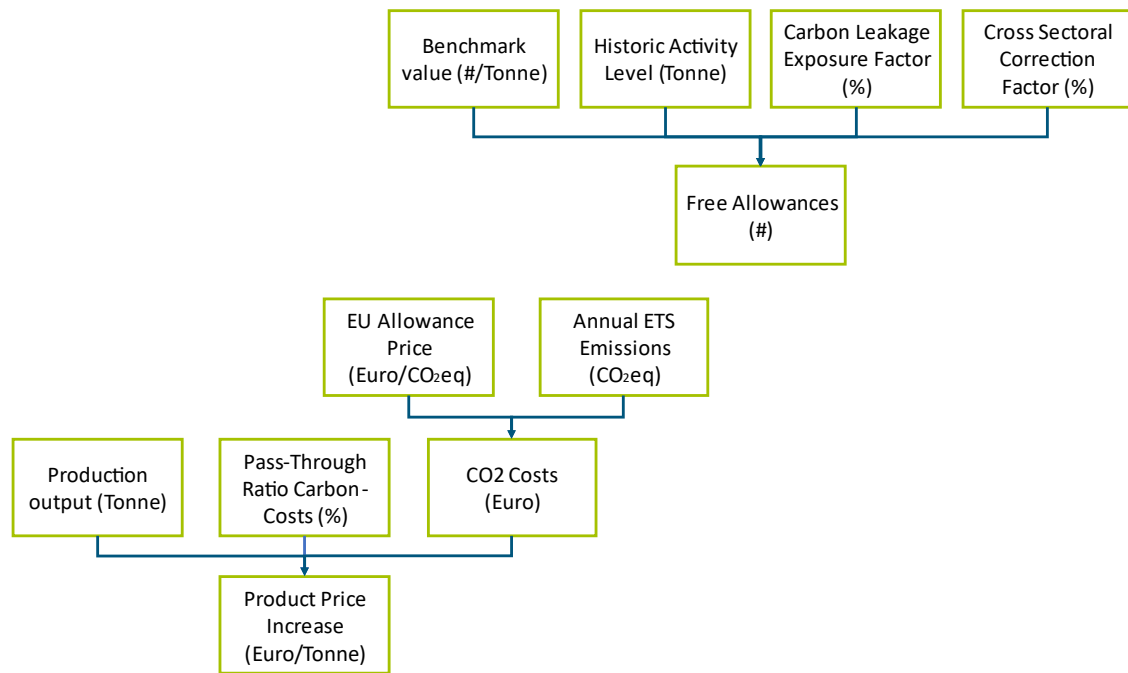 Benchmark
value (#/Tonne)
Historic Activity
Level (Tonne)
Carbon Leakage
Exposure Factor
(%)
Cross Sectoral
Correction
Factor (%)
Free Allowances
(#)
EU Allowance
Price
(Euro/CO₂eq)
Annual ETS
Emissions
(CO₂eq)
Production
output (Tonne)
Pass-Through
Ratio Carbon-
Costs (%)
CO2 Costs
(Euro)
Product Price
Increase
(Euro/Tonne)